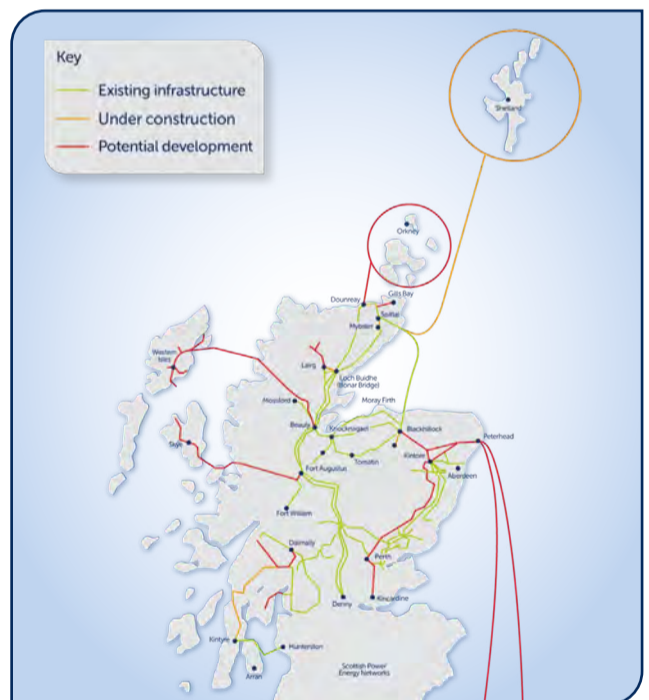 Key
Existing infrastructure
Under construction
Potential development
Shetland
Orkney
Gills Bay
Dounreay
Spittal
Mybster
Western
Isles
Lairg
Loch Buidhe
(Bonar Bridge)
Mossford
Moray Firth
Beauly
Knocknagael
Blackhillock
Peterhead
Skye
Tomatin
Kintore
Fort Augustus
Aberdeen
Fort William
Dalmally
Perth
Denny
Kincardine
Kintyre
Hunterston
Arran
Scottish Power
Energy Networks